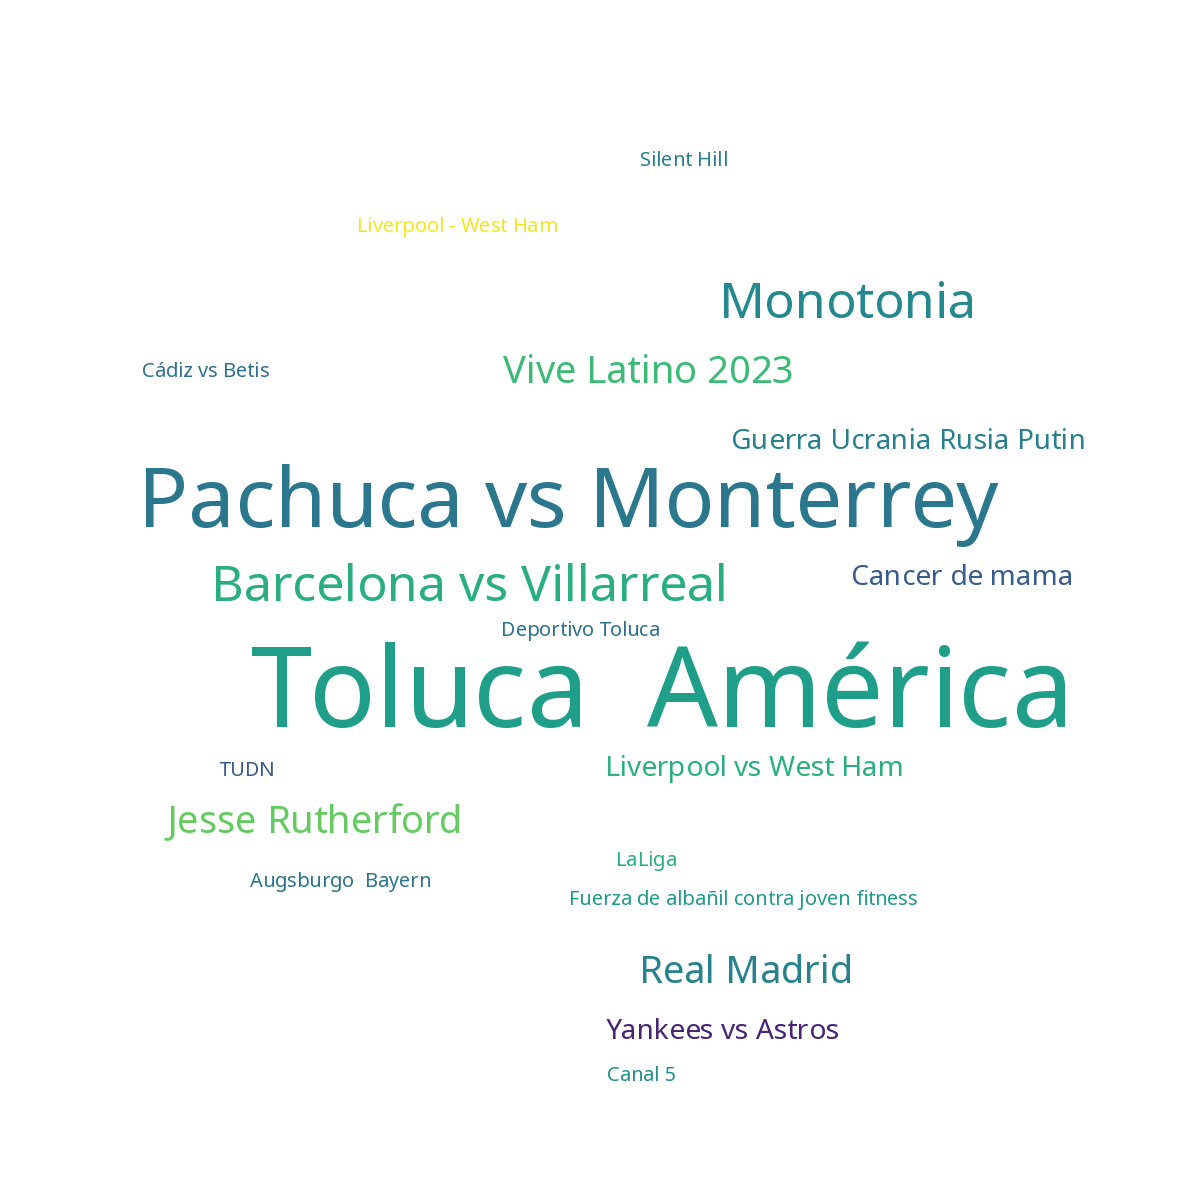 Silent Hill
Liverpool - West Ham
Monotonia
Vive Latino 2023
Cádiz vs Betis
Guerra Ucrania Rusia Putin
Pachuca vs Monterrey
Barcelona vs Villarreal
Cancer de mama
Deportivo Toluca
Toluca  América
TUDN
Liverpool vs West Ham
Jesse Rutherford
LaLiga
Augsburgo  Bayern
Fuerza de albañil contra joven fitness
Real Madrid
Yankees vs Astros
Canal 5